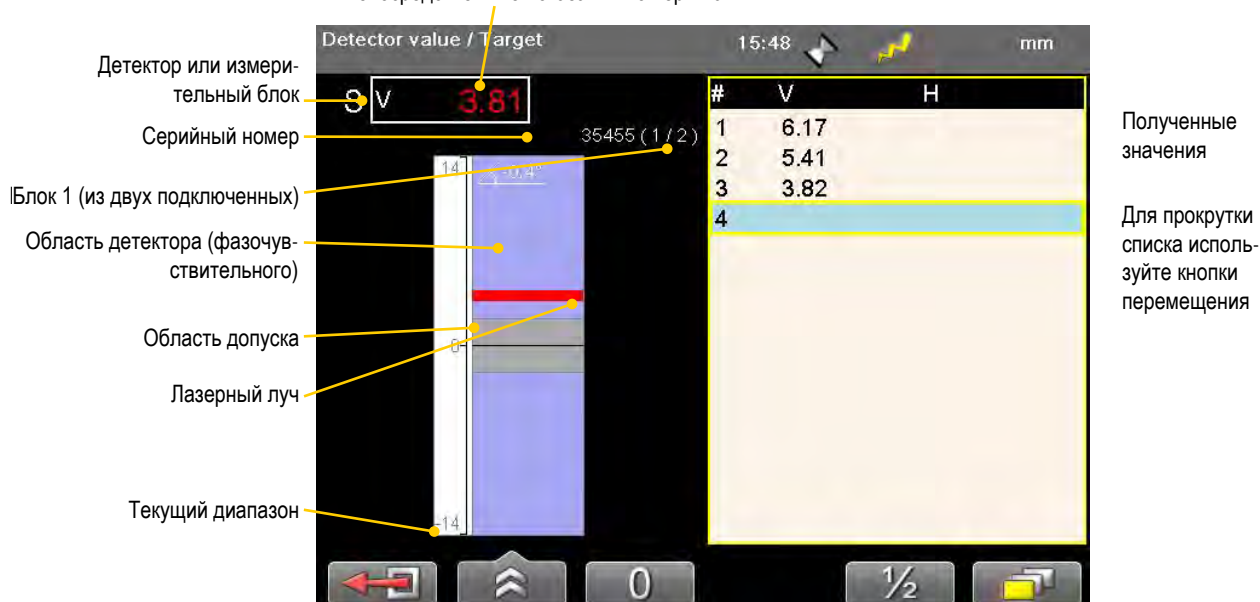 Detector value / Target 15:48 mm
Детектор или измери-
тельный блок
S V 3.81
Серийный номер
35455 ( 1 / 2 )
Блок 1 (из двух подключенных)
Область детектора (фазочув-
ствительного)
Область допуска
Лазерный луч
Текущий диапазон
14
-0.4°
0
-14
# V H
1 6.17
2 5.41
3 3.82
4
Полученные
значения
Для прокрутки
списка исполь-
зуйте кнопки
перемещения
0
½